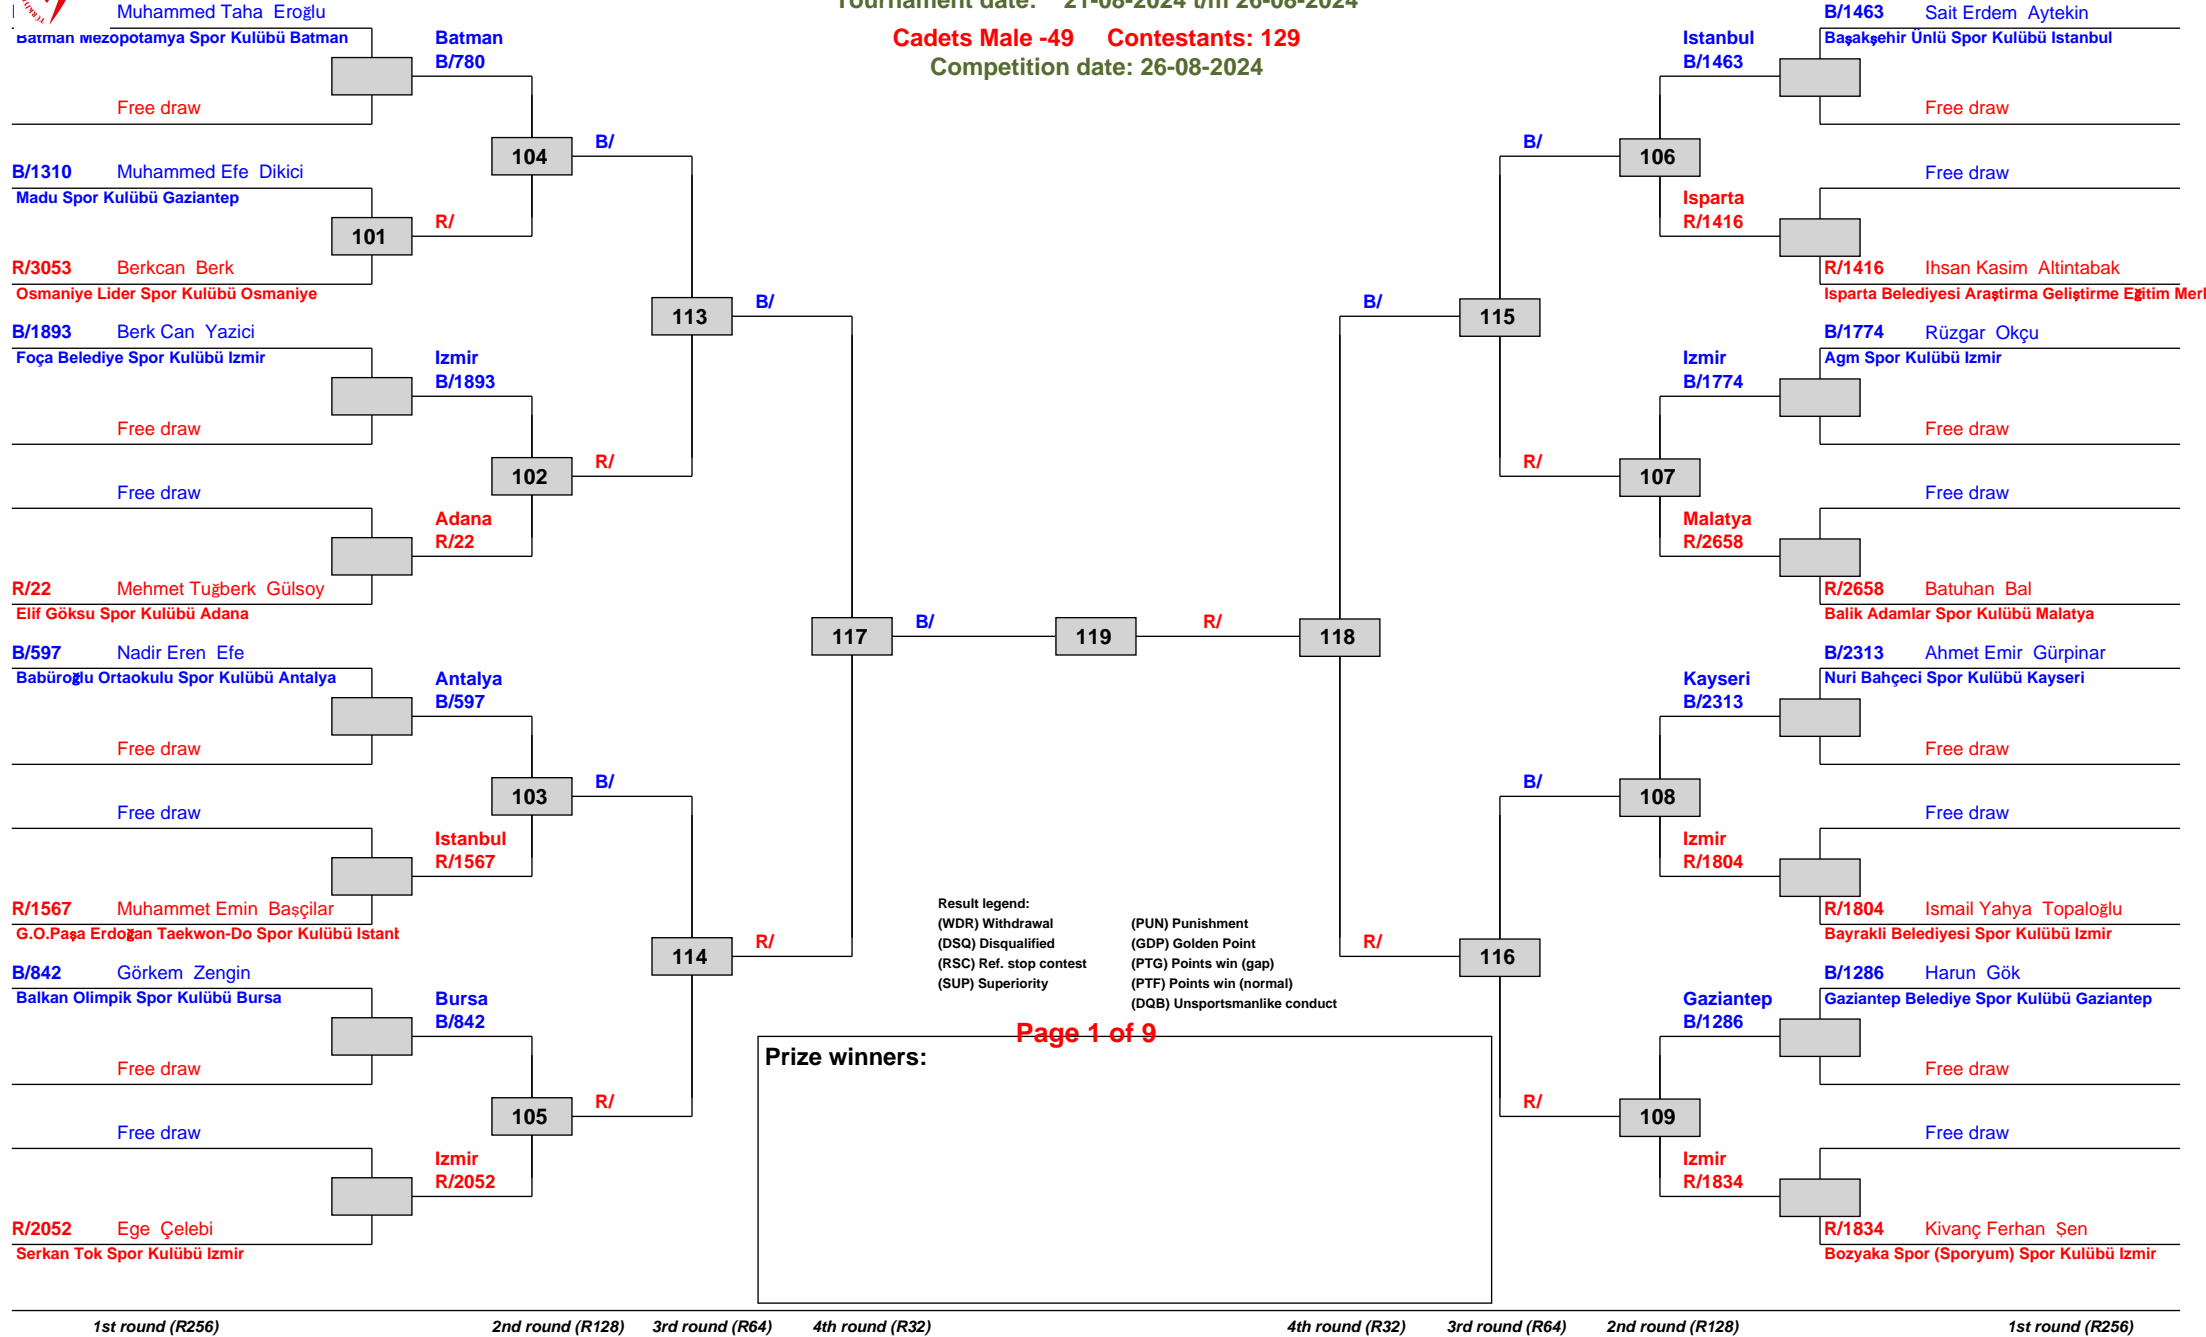 Tournament date: 21-08-2024 t/m 26-08-2024
Cadets Male -49 Contestants: 129
Competition date: 26-08-2024
Muhammed Taha Eroğlu
Batman Mezopotamya Spor Kulübü Batman
Batman
B/780
Free draw
104
B/
B/1310 Muhammed Efe Dikici
Madu Spor Kulübü Gaziantep
101
R/
R/3053 Berkcan Berk
Osmaniye Lider Spor Kulübü Osmaniye
113
B/
B/1893 Berk Can Yazici
Foça Belediye Spor Kulübü Izmir
Izmir
B/1893
Free draw
102
R/
Free draw
Adana
R/22
R/22 Mehmet Tuğberk Gülsoy
Elif Göksu Spor Kulübü Adana
117
B/
119
R/
118
B/597 Nadir Eren Efe
Babüroğlu Ortaokulu Spor Kulübü Antalya
Antalya
B/597
Free draw
103
B/
Free draw
Istanbul
R/1567
R/1567 Muhammet Emin Başçilar
G.O.Paşa Erdoğan Taekwon-Do Spor Kulübü Istanb
114
R/
B/842 Görkem Zengin
Balkan Olimpik Spor Kulübü Bursa
Bursa
B/842
Free draw
105
R/
Free draw
Izmir
R/2052
R/2052 Ege Çelebi
Serkan Tok Spor Kulübü Izmir
B/1463 Sait Erdem Aytekin
Başakşehir Ünlü Spor Kulübü Istanbul
Istanbul
B/1463
Free draw
B/
106
Free draw
Isparta
R/1416
R/1416 Ihsan Kasim Altintabak
Isparta Belediyesi Araştirma Geliştirme Eğitim Merl
B/
115
B/1774 Rüzgar Okçu
Agm Spor Kulübü Izmir
Izmir
B/1774
Free draw
R/
107
Free draw
Malatya
R/2658
R/2658 Batuhan Bal
Balik Adamlar Spor Kulübü Malatya
B/2313 Ahmet Emir Gürpinar
Nuri Bahçeci Spor Kulübü Kayseri
Kayseri
B/2313
Free draw
B/
108
Free draw
Izmir
R/1804
R/1804 Ismail Yahya Topaloğlu
Bayrakli Belediyesi Spor Kulübü Izmir
R/
116
B/1286 Harun Gök
Gaziantep Belediye Spor Kulübü Gaziantep
Gaziantep
B/1286
Free draw
R/
109
Free draw
Izmir
R/1834
R/1834 Kivanç Ferhan Şen
Bozyaka Spor (Sporyum) Spor Kulübü Izmir
Result legend:
(WDR) Withdrawal (PUN) Punishment
(DSQ) Disqualified (GDP) Golden Point
(RSC) Ref. stop contest (PTG) Points win (gap)
(SUP) Superiority (PTF) Points win (normal)
(DQB) Unsportsmanlike conduct
Page 1 of 9
Prize winners:
1st round (R256) 2nd round (R128) 3rd round (R64) 4th round (R32) 4th round (R32) 3rd round (R64) 2nd round (R128) 1st round (R256)